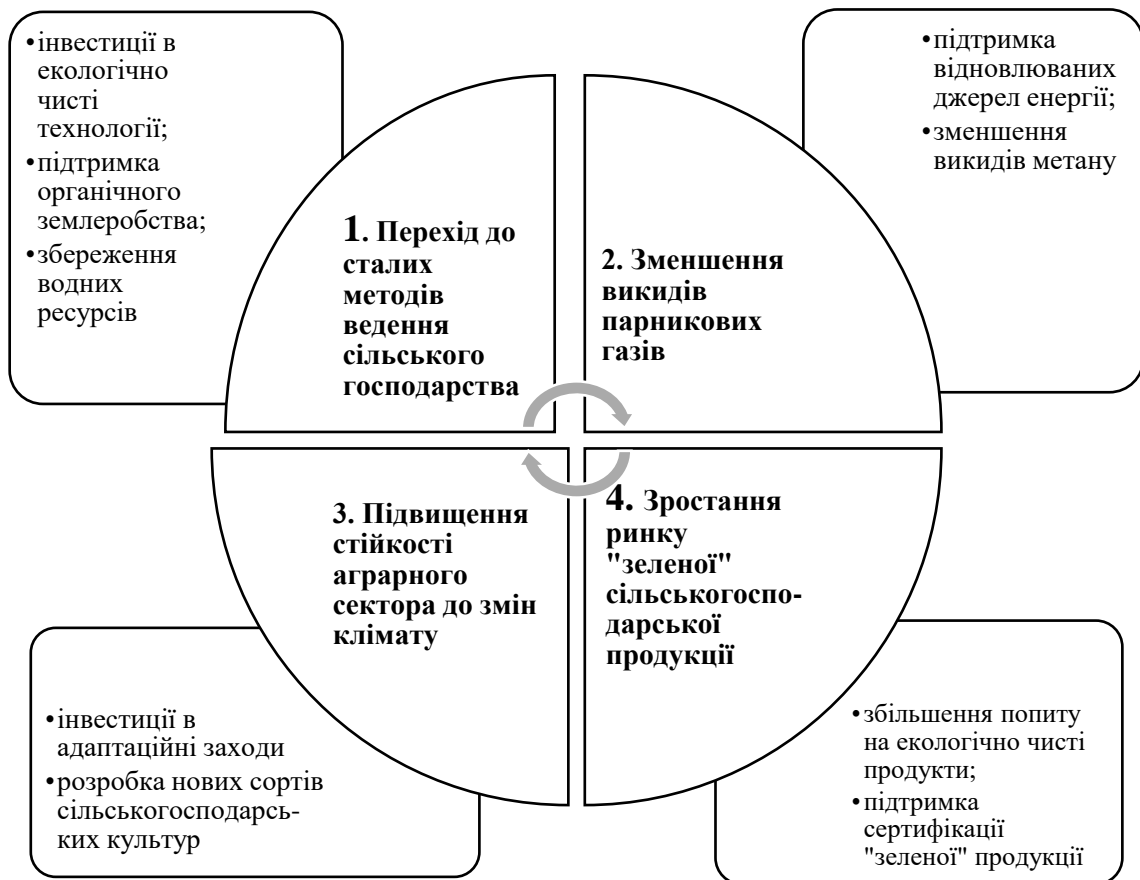 •інвестиції в
екологічно
чисті
технології;
•підтримка
органічного
землеробства;
•збереження
водних
ресурсів
•підтримка
відновлюваних
джерел енергії;
•зменшення
викидів метану
1. Перехід до
сталих
методів
ведення
сільського
господарства
2. Зменшення
викидів
парникових
газів
3. Підвищення
стійкості
аграрного
сектора до змін
клімату
4. Зростання
ринку
"зеленої"
сільськогоспо-
дарської
продукції
•інвестиції в
адаптаційні заходи
•розробка нових сортів
сільськогосподарсь-
ких культур
•збільшення попиту
на екологічно чисті
продукти;
•підтримка
сертифікації
"зеленої" продукції